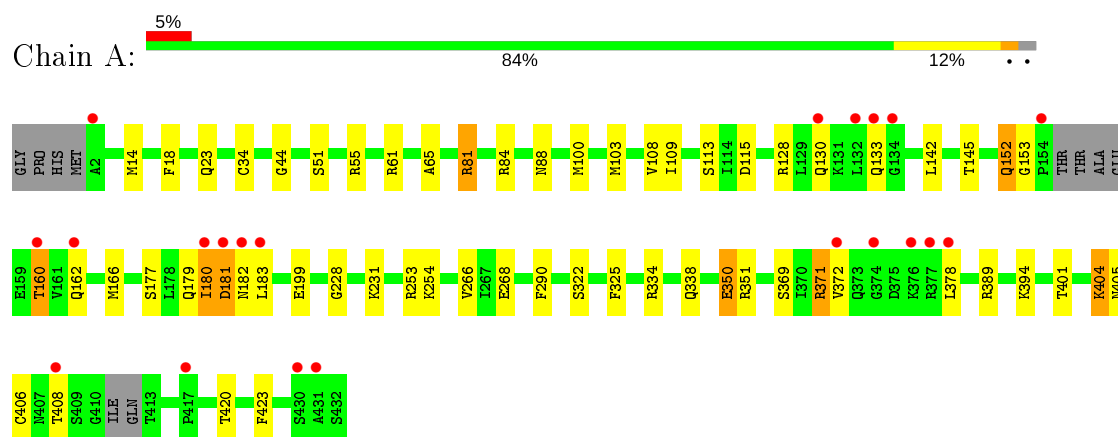 5%
Chain A:
84% 12% • •
GLY PRO HIS MET A2 M14 F18 Q23 C34 G44 S51 R55 R61 A65 R81 R84 N88 M100 M103 V108 I109 S113 I114 D115 R128 L129 Q130 K131 L132 Q133 G134 L142 T145 Q152 G153 P154 THR THR ALA GLU
E159 T160 V161 Q162 M166 S177 L178 Q179 I180 D181 N182 L183 E199 G228 K231 R253 K254 V266 I267 E268 F290 S322 F325 R334 Q338 E350 R351 S369 I370 R371 V372 Q373 G374 D375 K376 R377 L378 R389 K394 T401 K404 N405
C406 N407 T408 S409 G410 ILE GLN T413 P417 T420 F423 S430 A431 S432